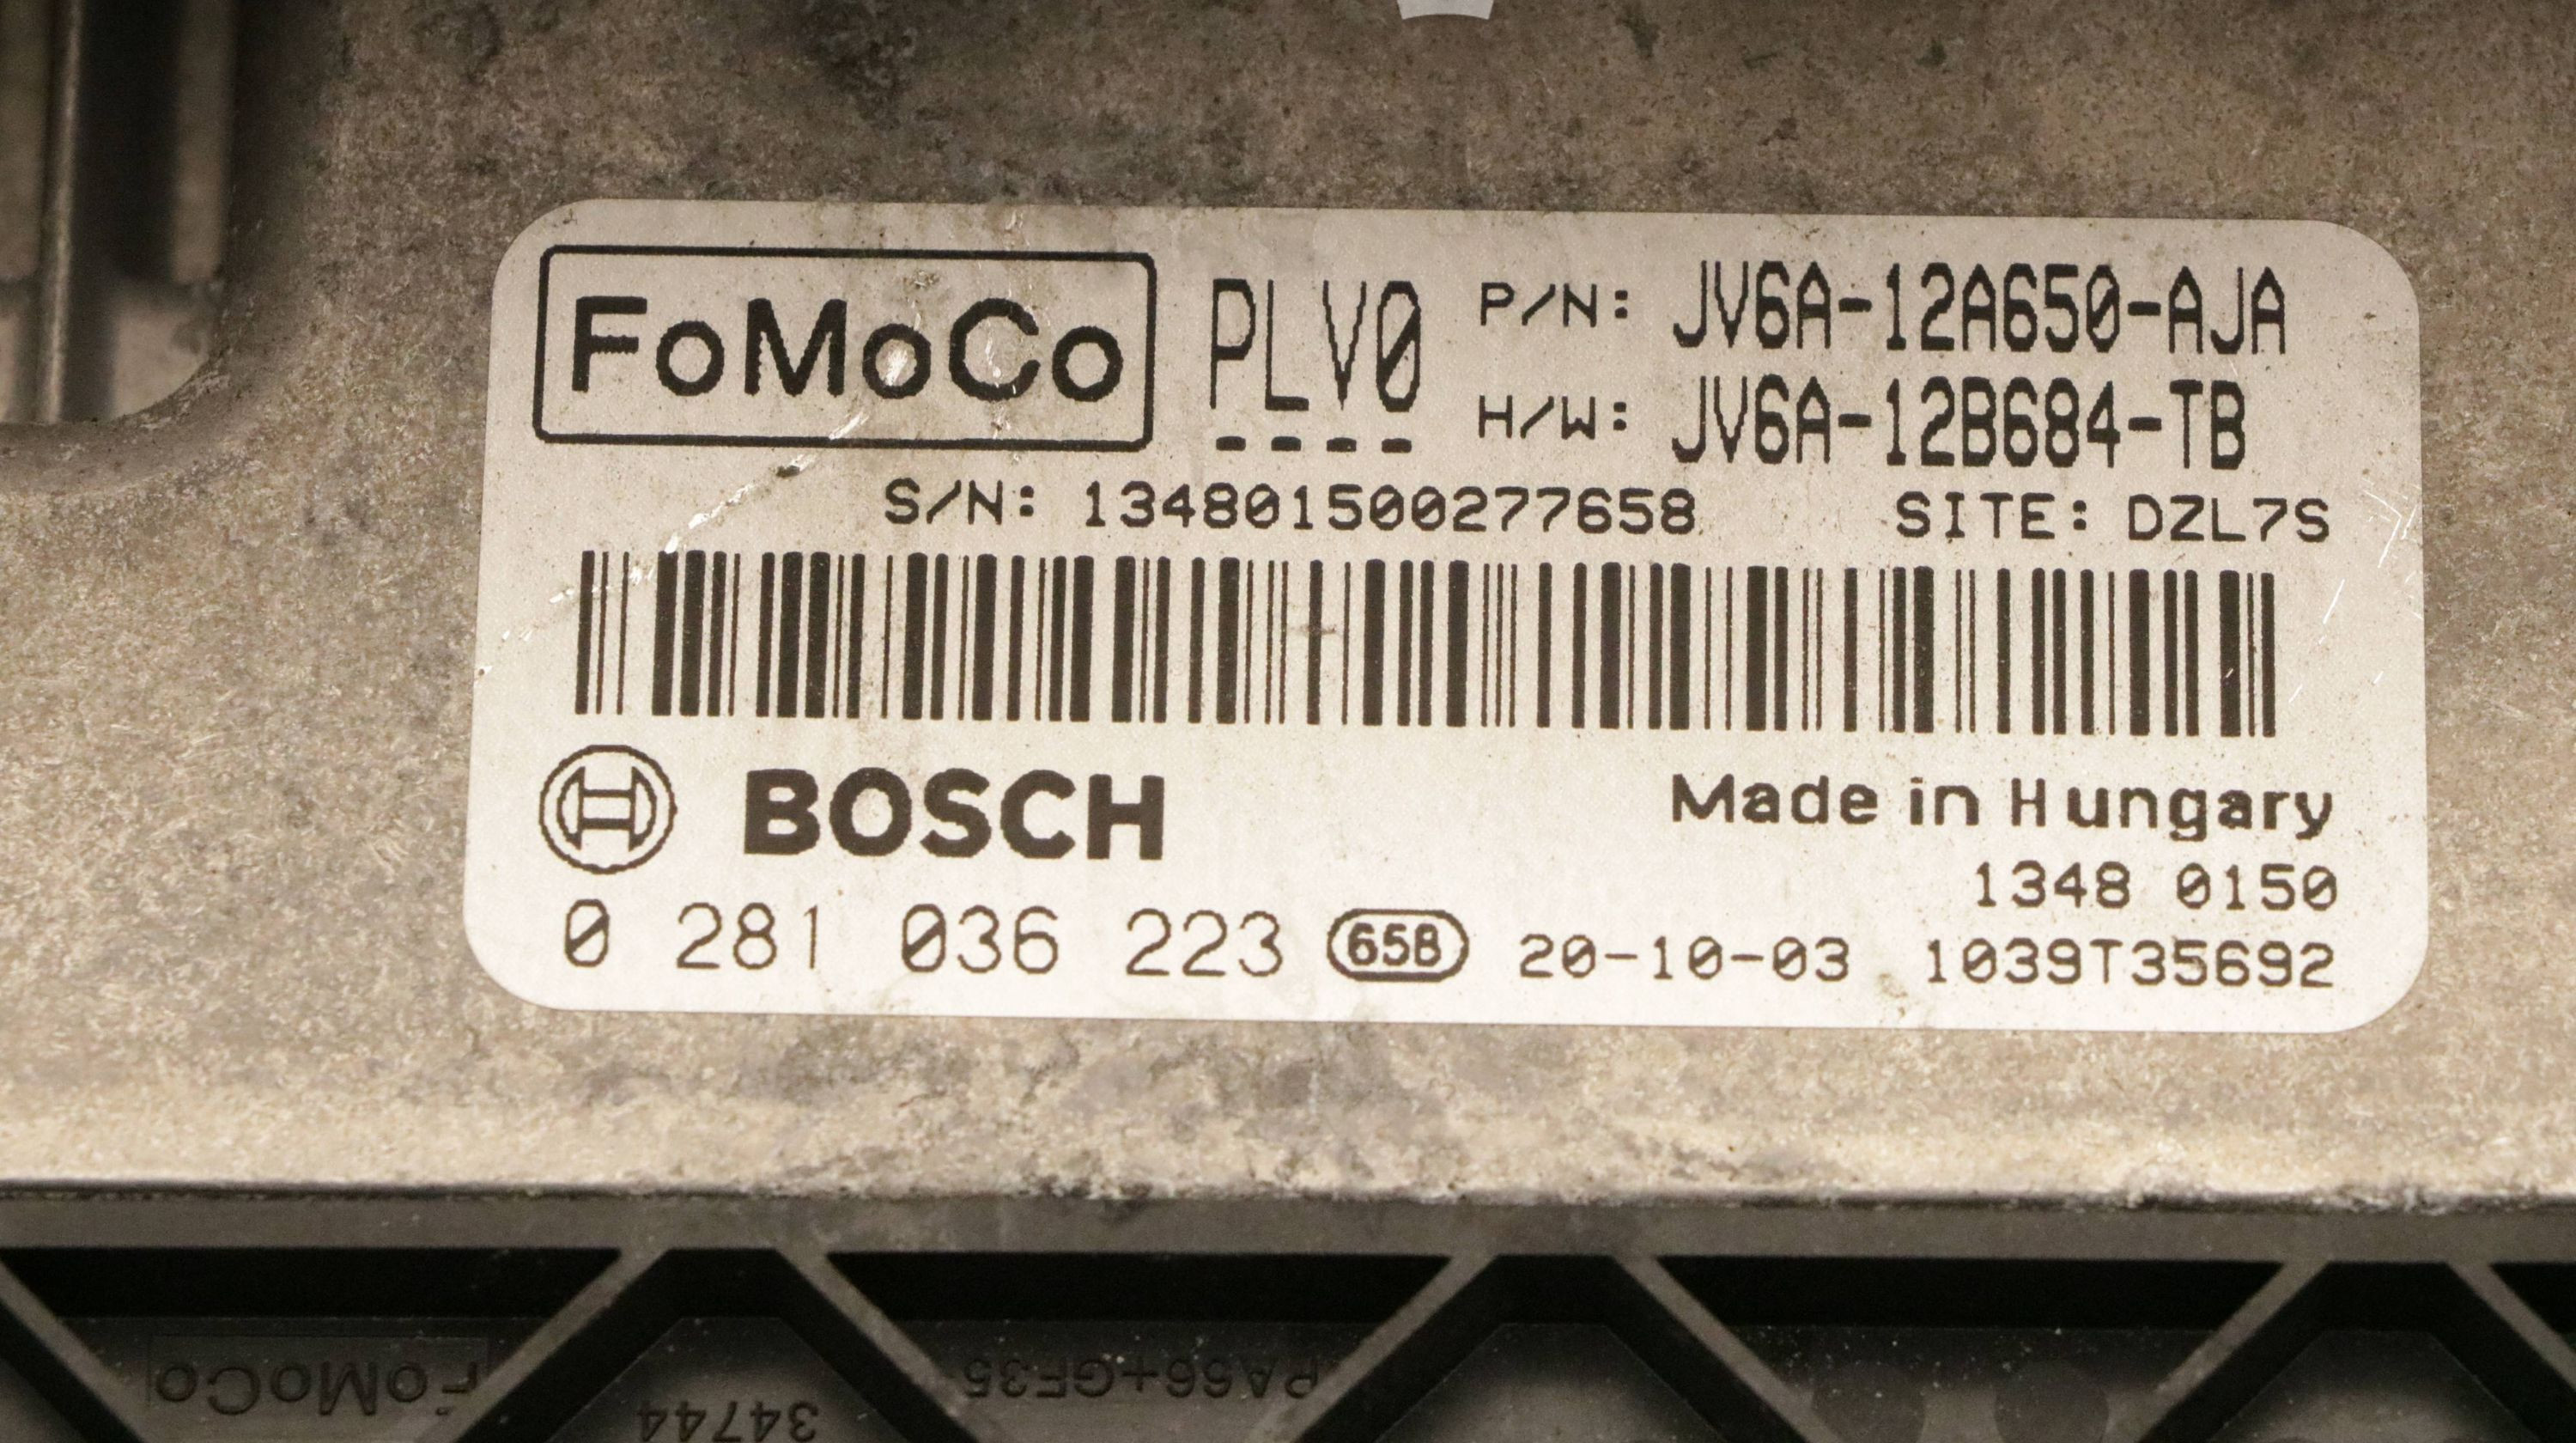 FoMoCo PLV0 P/N: JV6A-12A650-AJA
---- H/W: JV6A-12B684-TB
S/N: 134801500277658 SITE: DZL7S
BOSCH Made in Hungary
1348 0150
0 281 036 223 65B 20-10-03 1039T35692
FoMoCo
34744
PA66+GF35